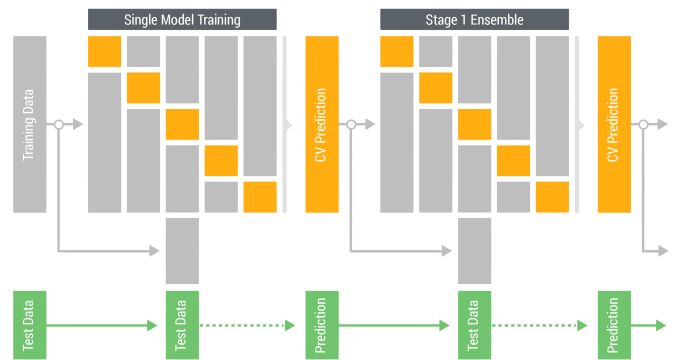 Single Model Training
Stage 1 Ensemble
Training Data
CV Prediction
CV Prediction
Test Data
Test Data
Prediction
Test Data
Prediction